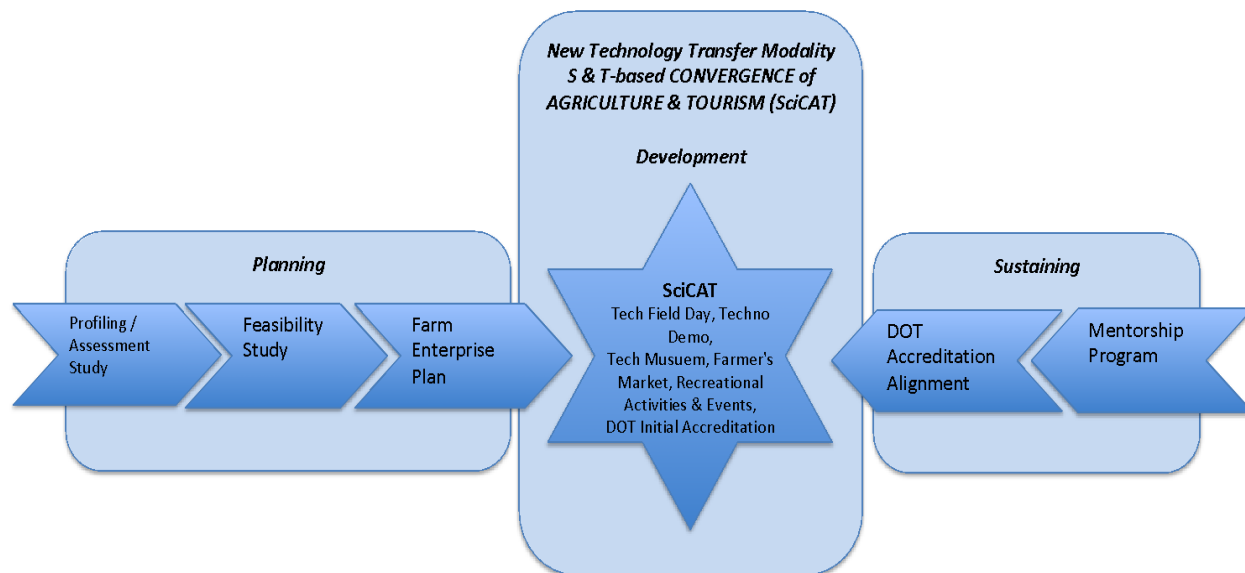 New Technology Transfer Modality
S & T-based CONVERGENCE of
AGRICULTURE & TOURISM (SciCAT)
Development
Planning
Profiling /
Assessment
Study
Feasibility
Study
Farm
Enterprise
Plan
SciCAT
Tech Field Day, Techno
Demo,
Tech Musuem, Farmer's
Market, Recreational
Activities & Events,
DOT Initial Accreditation
Sustaining
DOT
Accreditation
Alignment
Mentorship
Program